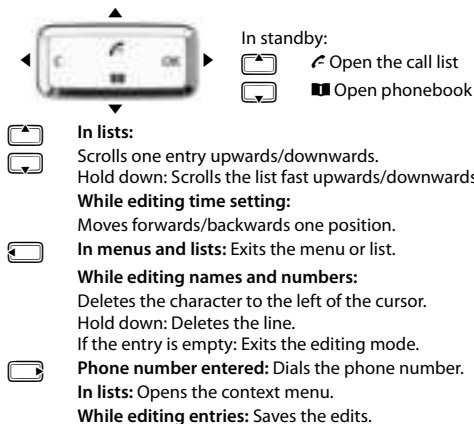 In standby:
C OK
Open the call list
Open phonebook
In lists:
Scrolls one entry upwards/downwards.
Hold down: Scrolls the list fast upwards/downwards
While editing time setting:
Moves forwards/backwards one position.
In menus and lists: Exits the menu or list.
While editing names and numbers:
Deletes the character to the left of the cursor.
Hold down: Deletes the line.
If the entry is empty: Exits the editing mode.
Phone number entered: Dials the phone number.
In lists: Opens the context menu.
While editing entries: Saves the edits.